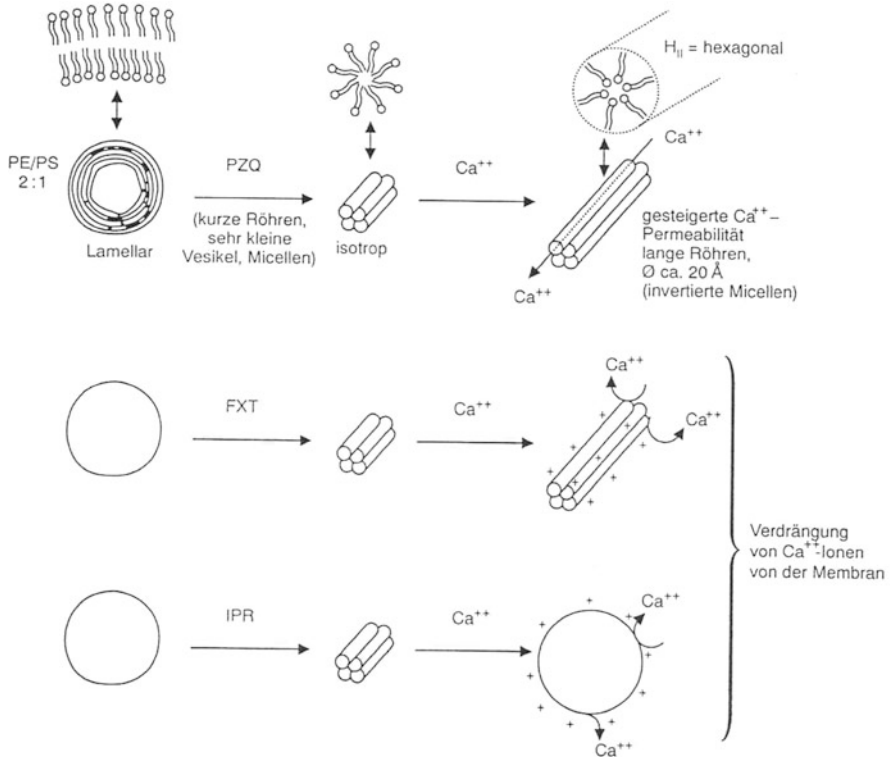 H_II = hexagonal
PE/PS
2 : 1
Lamellar
PZQ
(kurze Röhren,
sehr kleine
Vesikel, Micellen)
isotrop
Ca++
Ca++
Ca++
gesteigerte Ca++–
Permeabilität
lange Röhren,
Ø ca. 20 Å
(invertierte Micellen)
FXT
Ca++
Ca++
Ca++
+ + + + + + + + + +
IPR
Ca++
Ca++
Ca++
+ + + + + + + + + +
Verdrängung
von Ca++-Ionen
von der Membran